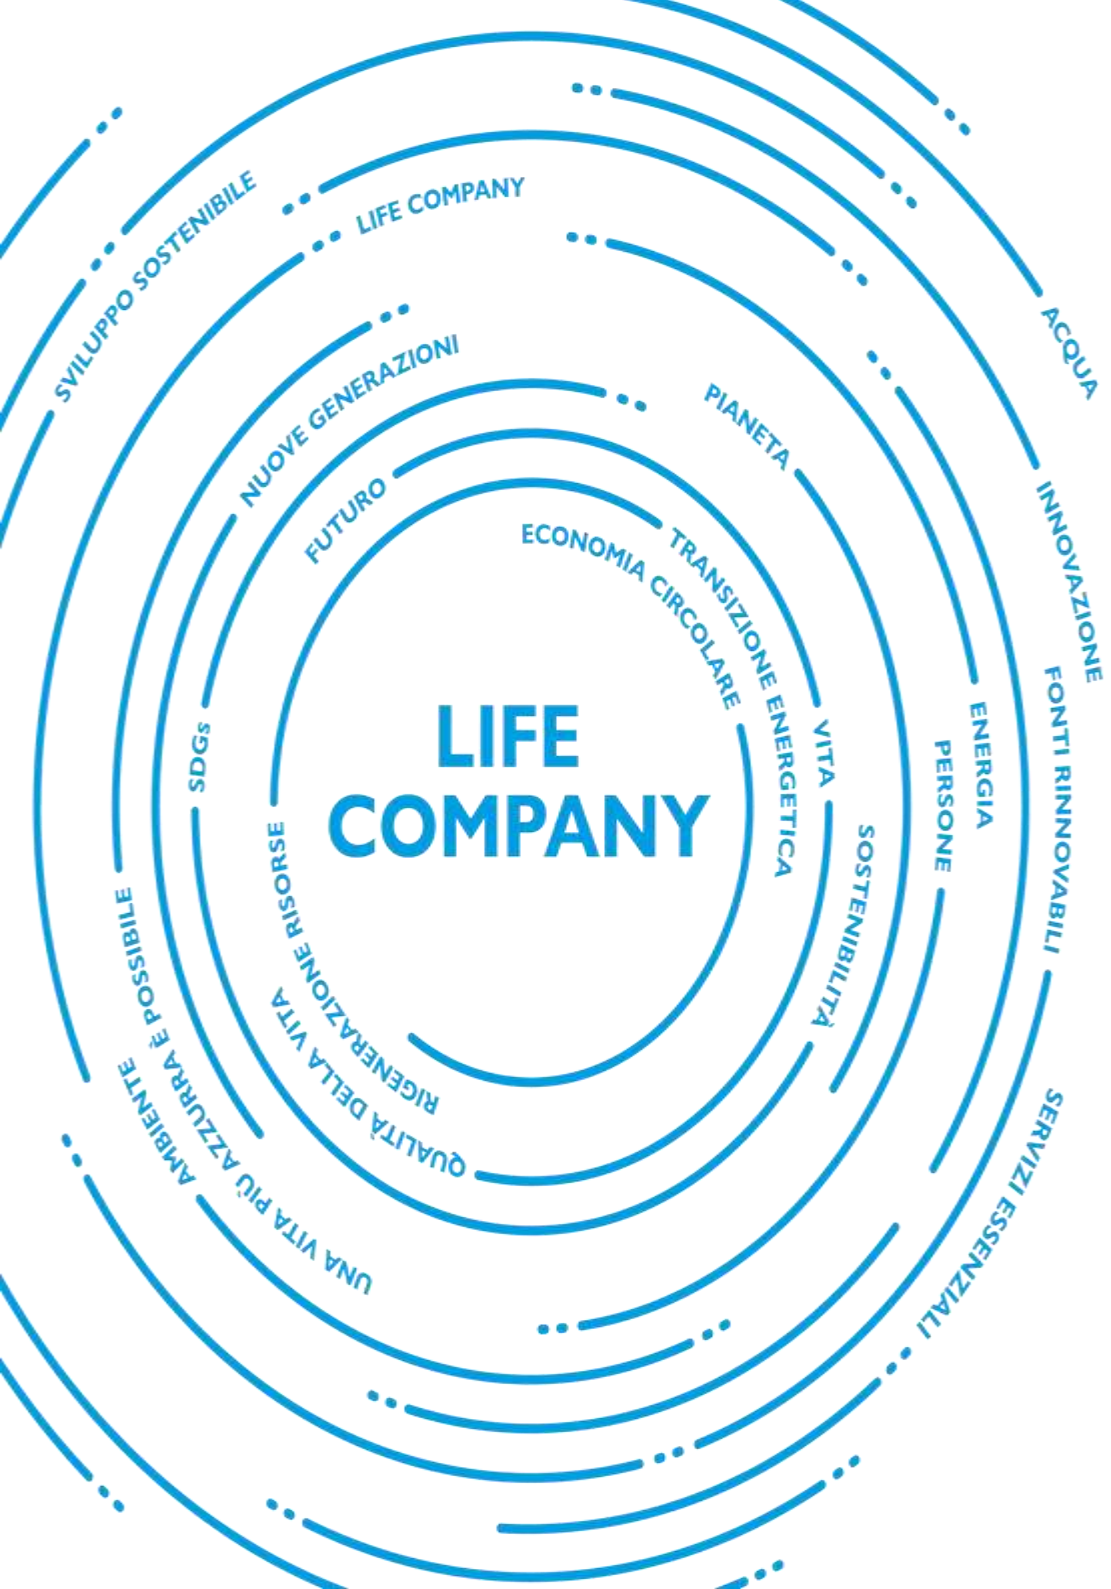 SVILUPPO SOSTENIBILE
LIFE COMPANY
ACQUA
NUOVE GENERAZIONI
PIANETA
FUTURO
INNOVAZIONE
ECONOMIA CIRCOLARE
TRANSIZIONE ENERGETICA
FONTI RINNOVABILI
ENERGIA
PERSONE
VITA
SDGs
LIFE
COMPANY
RIGENERAZIONE RISORSE
SOSTENIBILITÀ
UNA VITA PIÙ AZZURRA È POSSIBILE
QUALITÀ DELLA VITA
AMBIENTE
SERVIZI ESSENZIALI